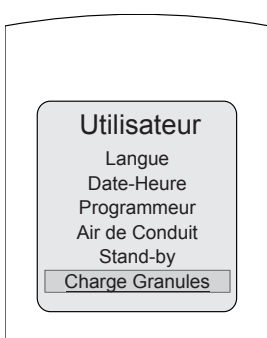 Utilisateur
Langue
Date-Heure
Programmeur
Air de Conduit
Stand-by
Charge Granules